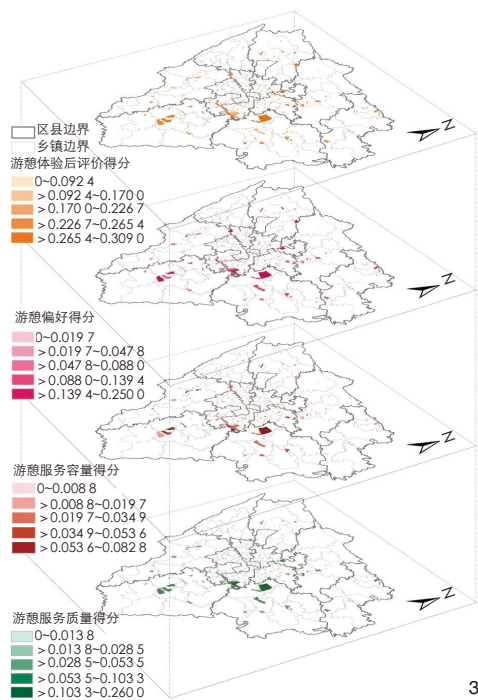 Z
区县边界
乡镇边界
游憩体验后评价得分
0~0.092 4
>0.092 4~0.170 0
>0.170 0~0.226 7
>0.226 7~0.265 4
>0.265 4~0.309 0
Z
游憩偏好得分
0~0.019 7
>0.019 7~0.047 8
>0.047 8~0.088 0
>0.088 0~0.139 4
>0.139 4~0.250 0
Z
游憩服务容量得分
0~0.008 8
>0.008 8~0.019 7
>0.019 7~0.034 9
>0.034 9~0.053 6
>0.053 6~0.082 8
Z
游憩服务质量得分
0~0.013 8
>0.013 8~0.028 5
>0.028 5~0.053 5
>0.053 5~0.103 3
>0.103 3~0.260 0
3